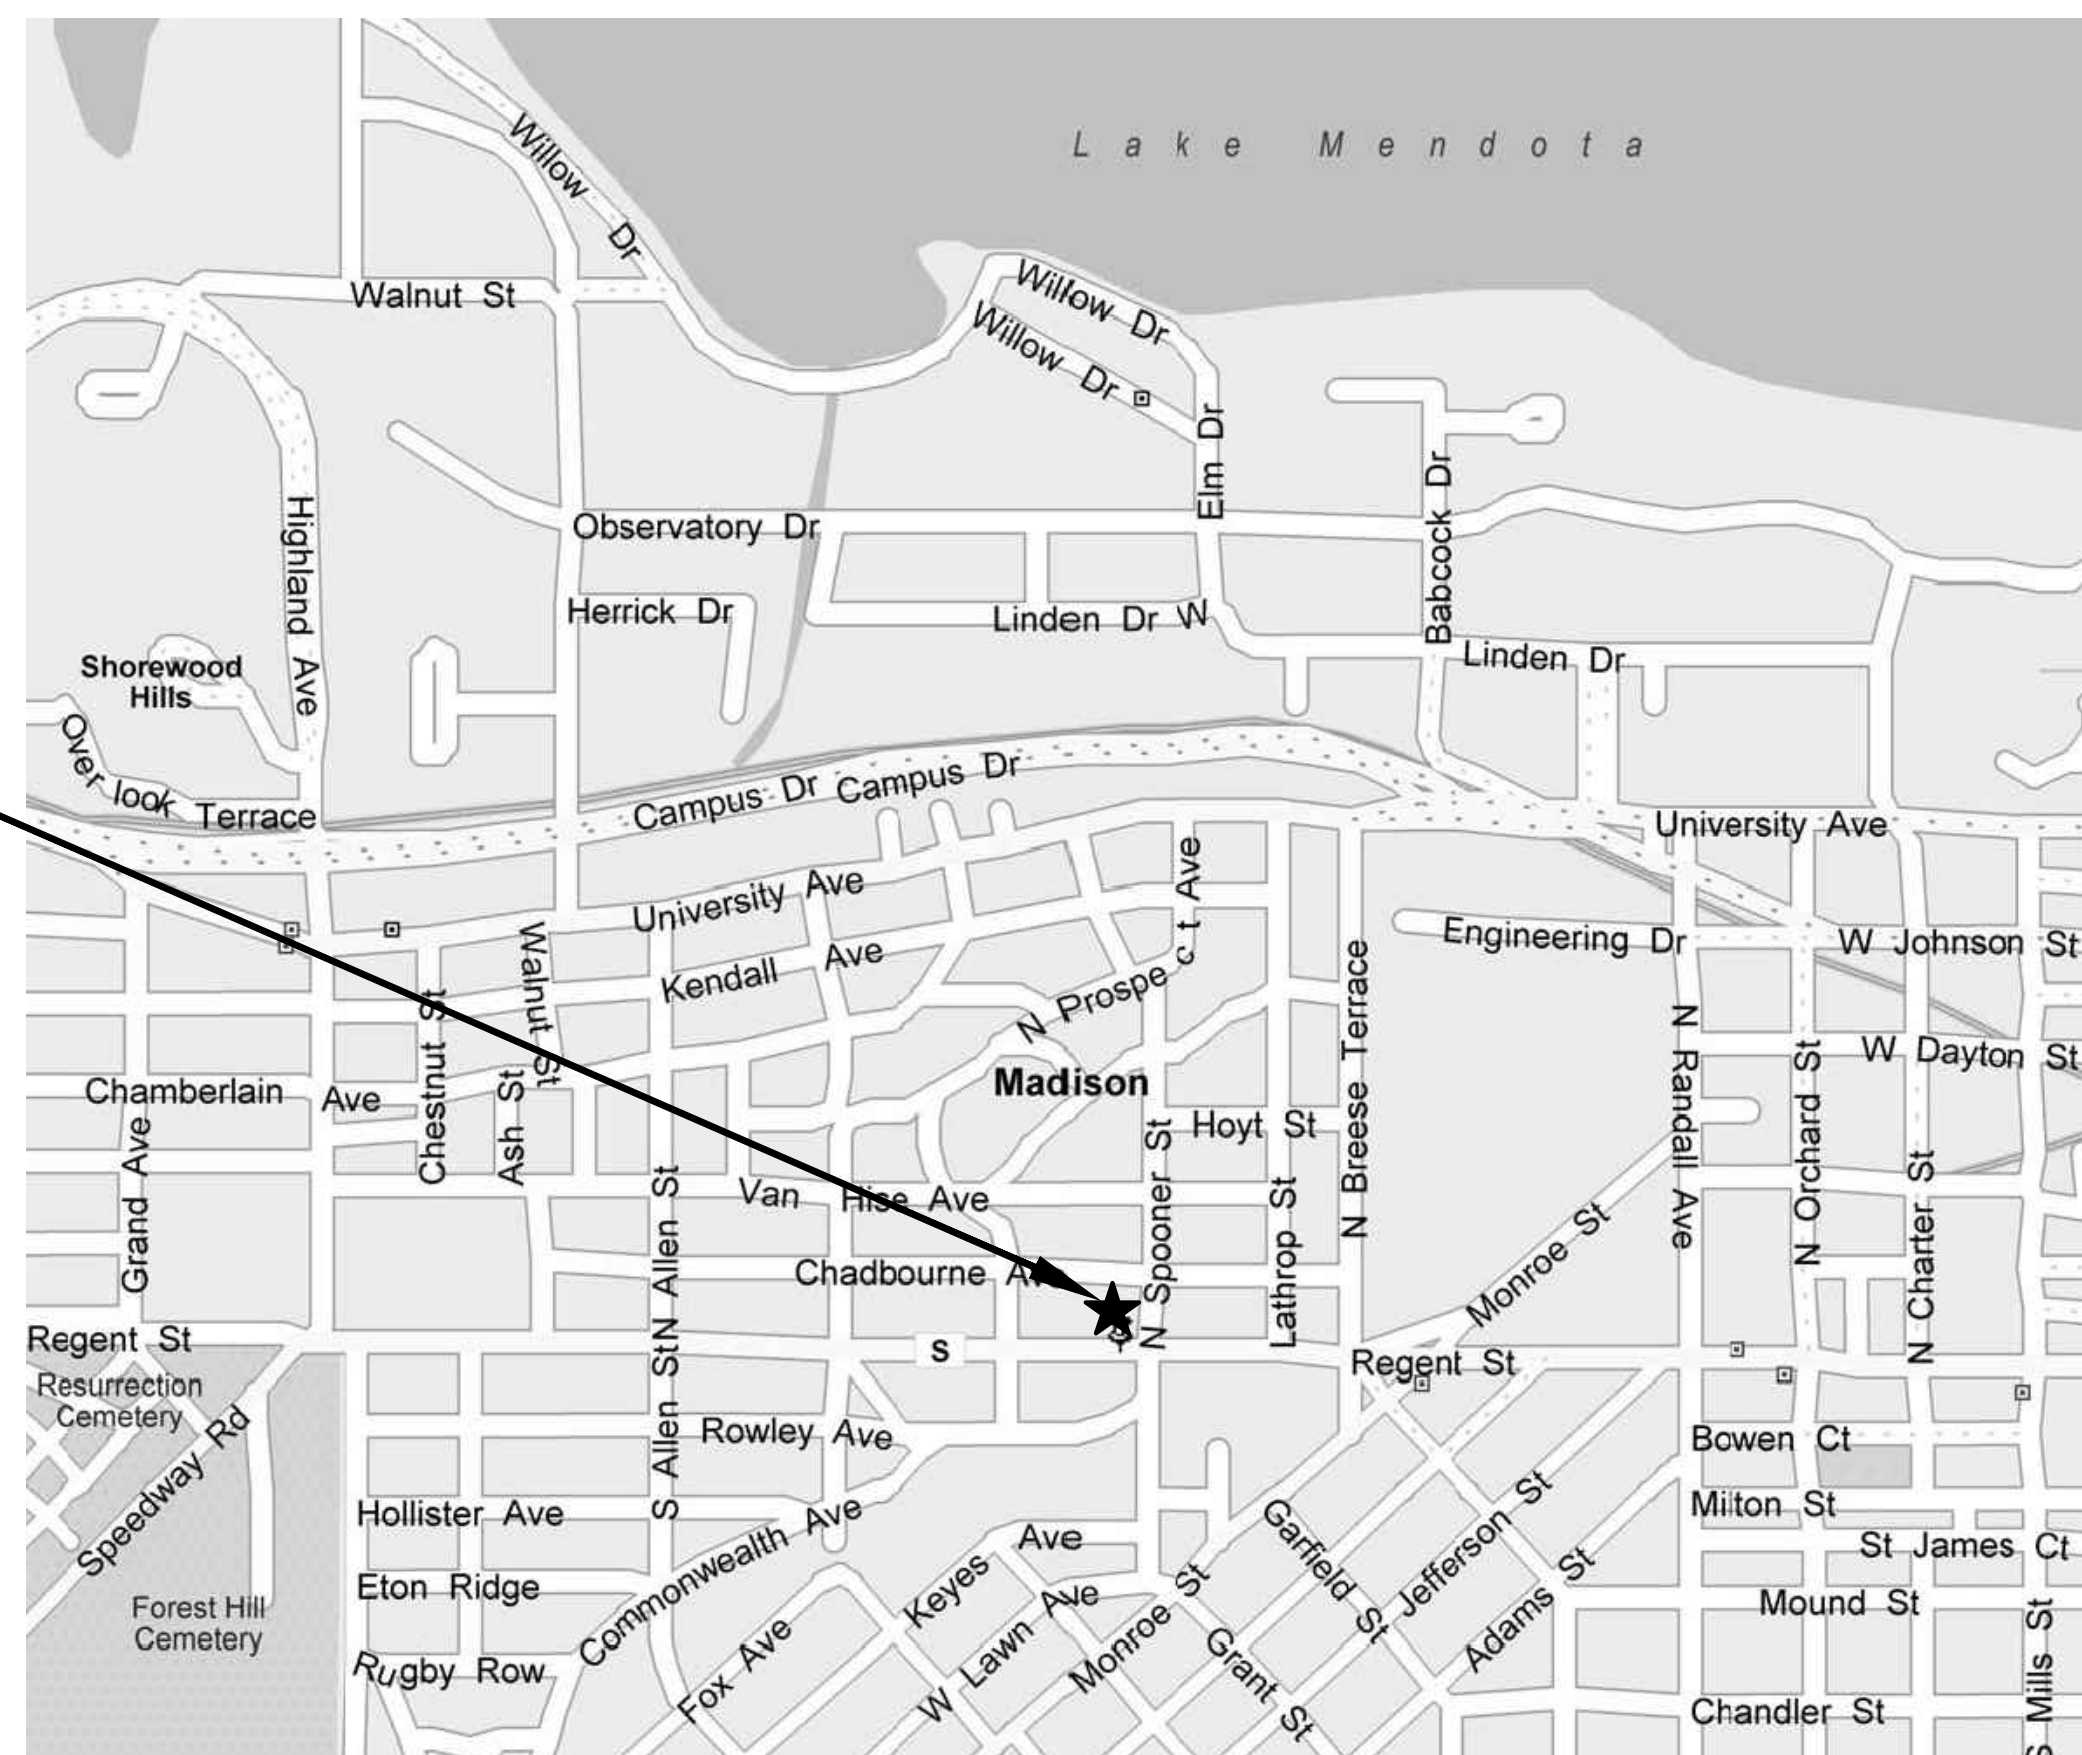 Lake Mendota
Willow Dr
Willow Dr
Walnut St
Willow Dr
Elm Dr
Babcock Dr
Highland Ave
Observatory Dr
Herrick Dr
Linden Dr W
Linden Dr
Shorewood
Hills
Over look Terrace
Campus Dr
Campus Dr
University Ave
University Ave
N Prospect Ave
Engineering Dr
W Johnson St
Kendall Ave
Walnut St
Chestnut St
N Breese Terrace
N Randall Ave
N Orchard St
W Dayton St
Madison
Chamberlain Ave
Ash St
Grand Ave
Hoyt St
N Spooner St
Lathrop St
N Charter St
N Allen St
Van Hise Ave
Monroe St
Chadbourne Ave
Regent St
S
Regent St
Resurrection
Cemetery
Speedway Rd
S Allen St
Rowley Ave
Bowen Ct
Hollister Ave
Commonwealth Ave
Milton St
Garfield St
Jefferson St
Keyes Ave
St James Ct
Eton Ridge
Adams St
Mound St
Forest Hill
Cemetery
W Lawn Ave
Monroe St
Grant St
Rugby Row
Fox Ave
Chandler St
S Mills St